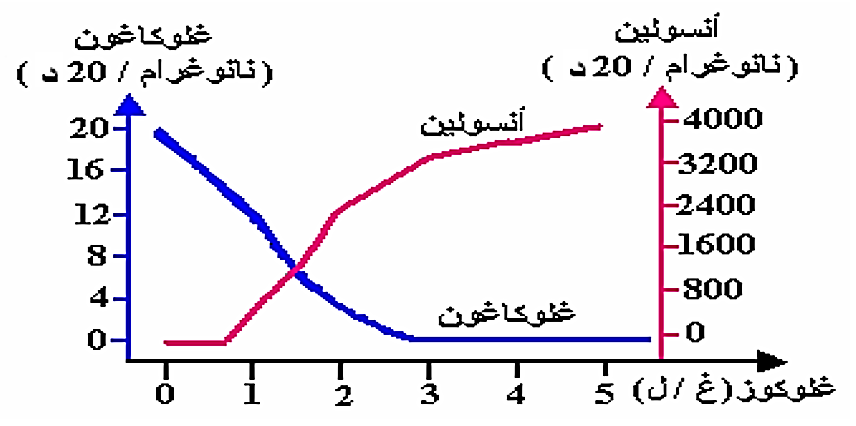 غلوكاغون
( نانوغرام / 20 د )
أنسولين
( نانوغرام / 20 د )
20
16
12
8
4
0
أنسولين
غلوكاغون
4000
3200
2400
1600
800
0
0 1 2 3 4 5
غلوكوز (غ / ل)